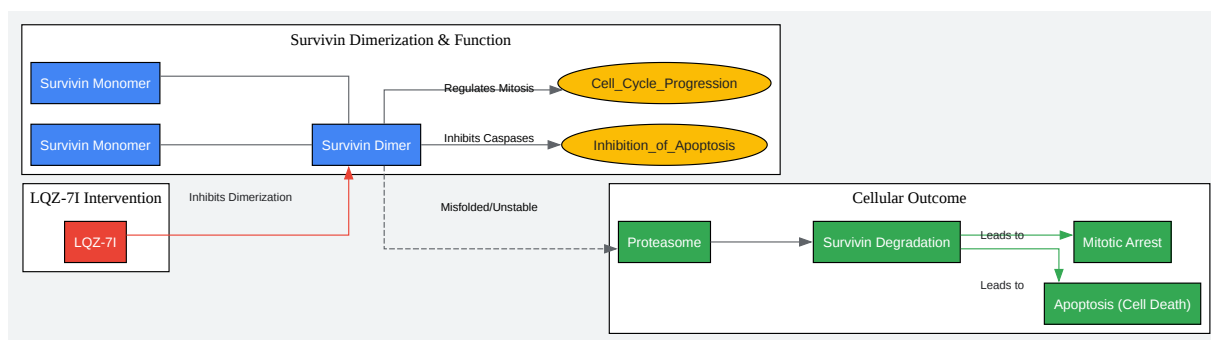 Survivin Dimerization & Function
Survivin Monomer
Regulates Mitosis
Cell_Cycle_Progression
Survivin Monomer
Survivin Dimer
Inhibits Caspases
Inhibition_of_Apoptosis
LQZ-7I Intervention
Inhibits Dimerization
LQZ-7I
Misfolded/Unstable
Cellular Outcome
Proteasome
Survivin Degradation
Leads to
Mitotic Arrest
Leads to
Apoptosis (Cell Death)